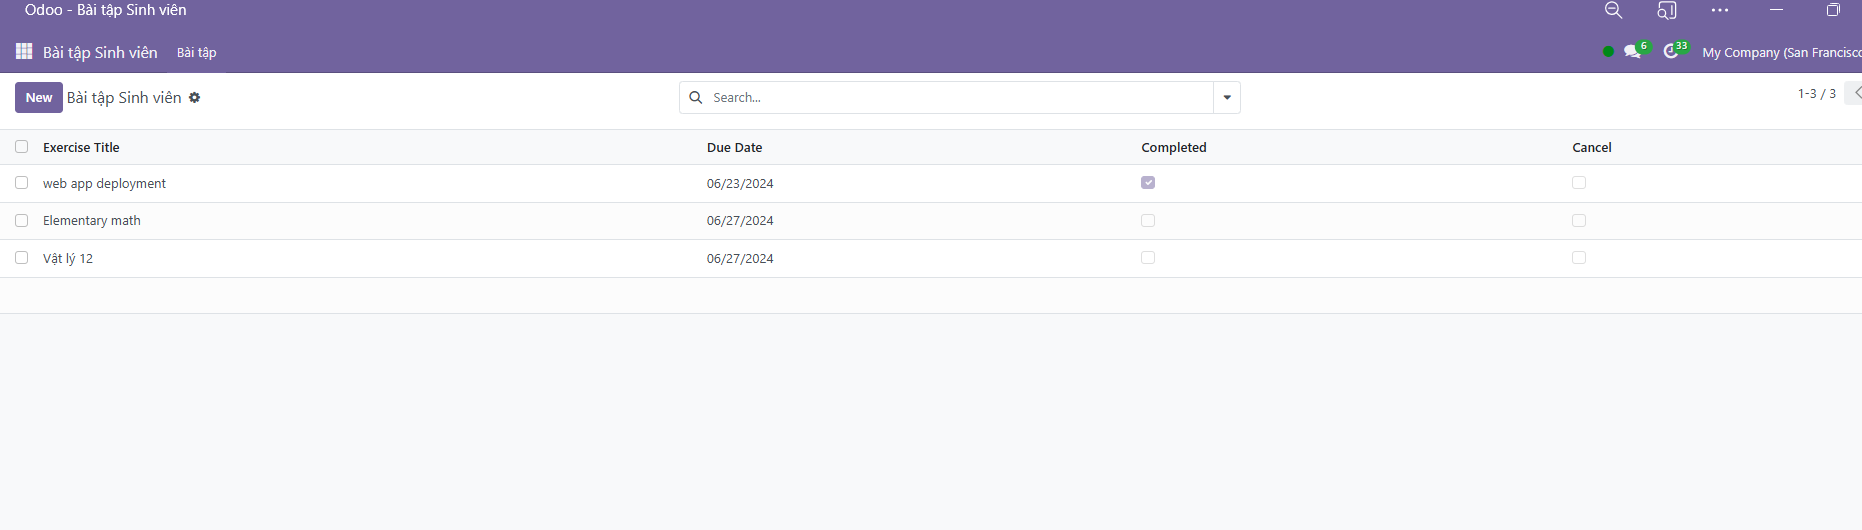 Odoo - Bài tập Sinh viên
Bài tập Sinh viên Bài tập 6 33 My Company (San Francisco
New Bài tập Sinh viên Search... 1-3 / 3
Exercise Title Due Date Completed Cancel
web app deployment 06/23/2024
Elementary math 06/27/2024
Vật lý 12 06/27/2024